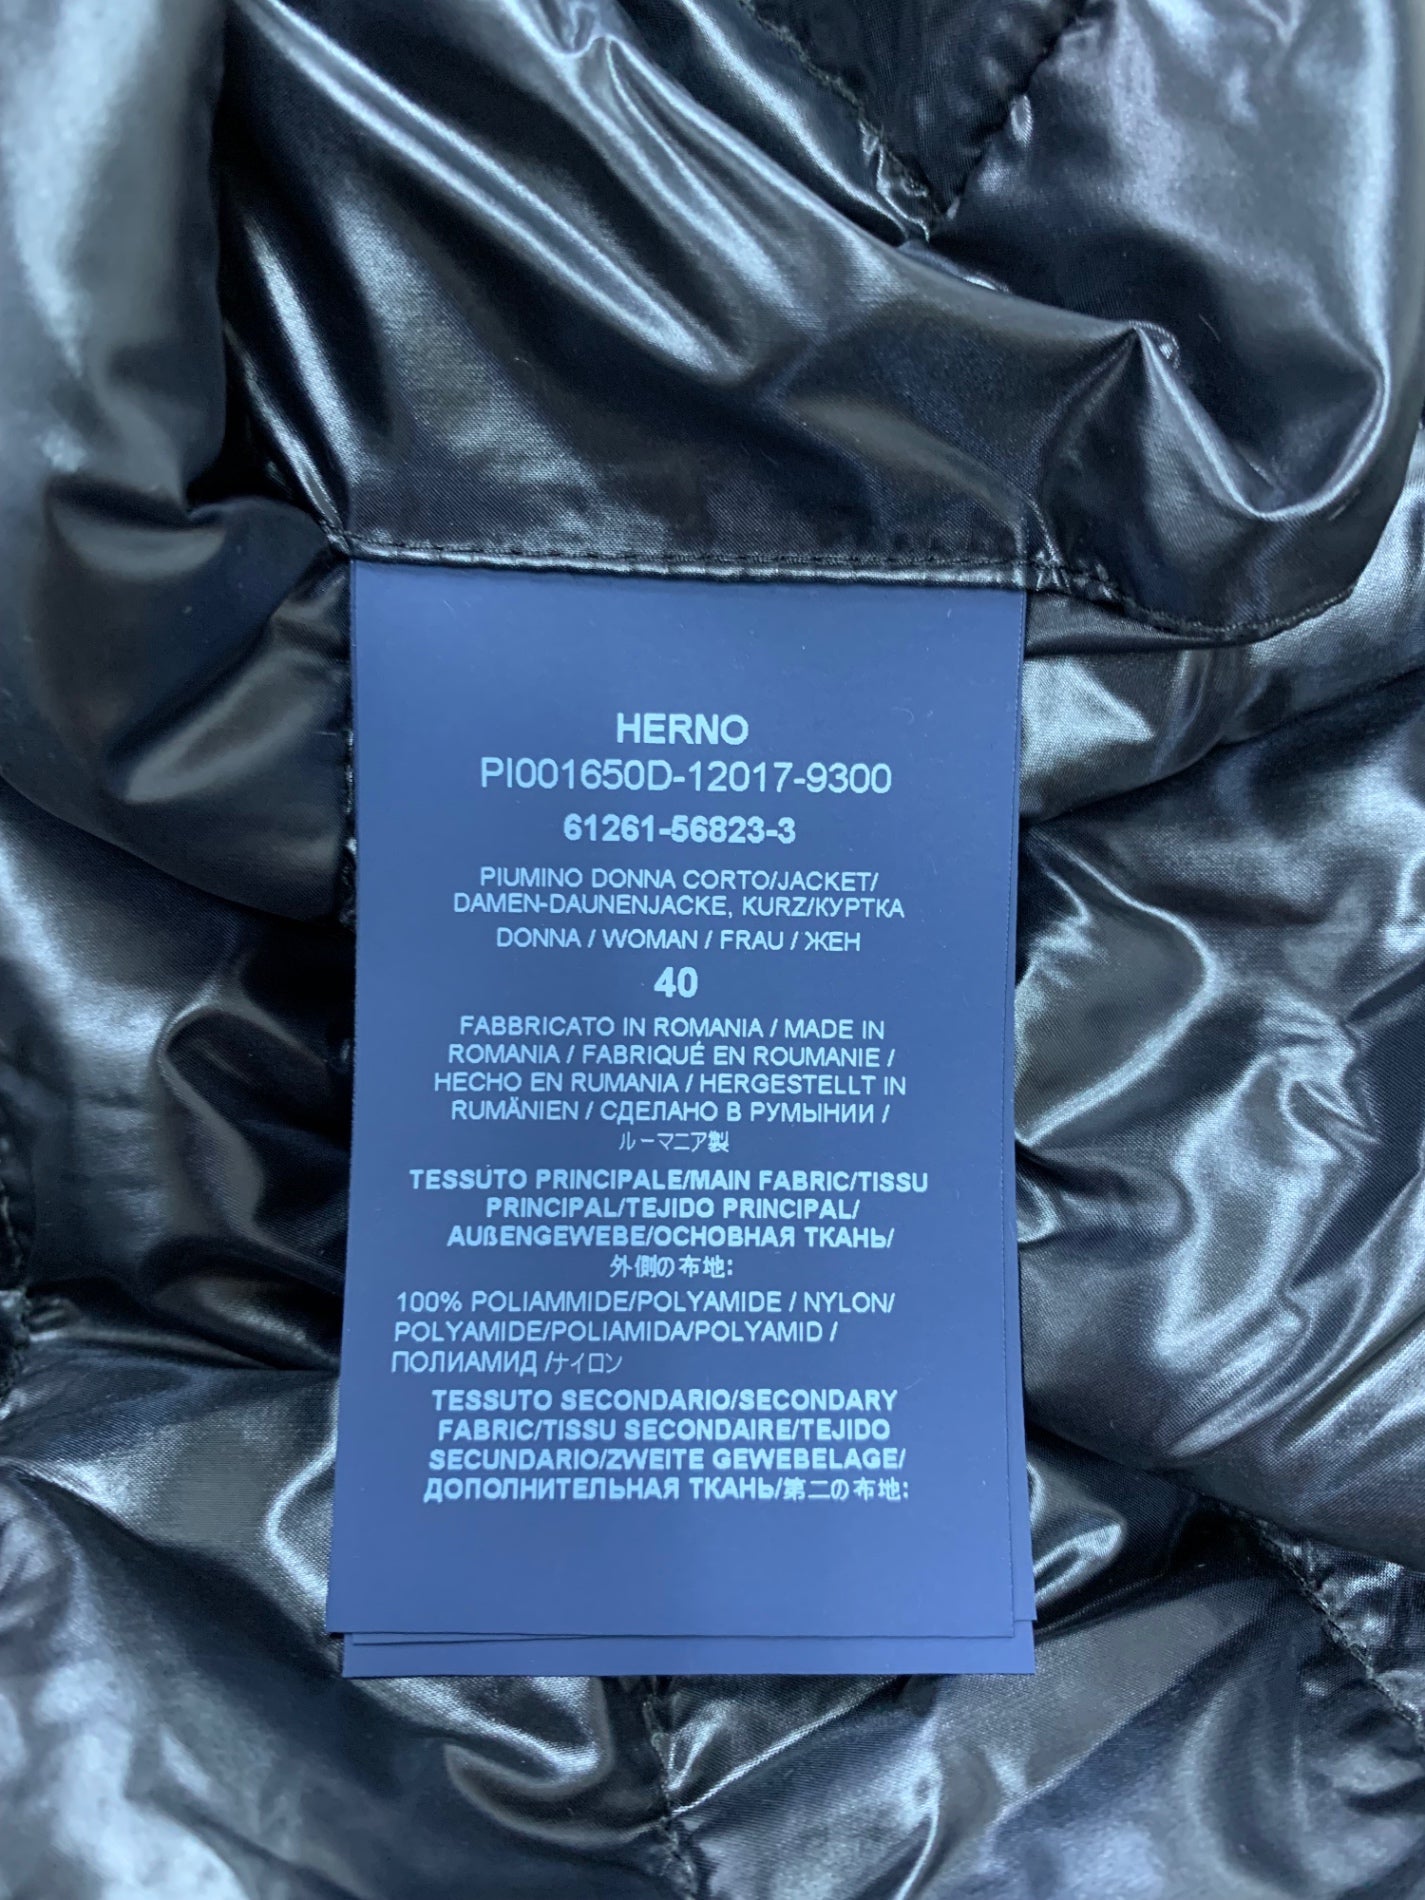 HERNO
PI001650D-12017-9300
61261-56823-3
PIUMINO DONNA CORTO/JACKET/
DAMEN-DAUNENJACKE, KURZ/КУРТКА
DONNA / WOMAN / FRAU / ЖЕН
40
FABBRICATO IN ROMANIA / MADE IN
ROMANIA / FABRIQUÉ EN ROUMANIE /
HECHO EN RUMANIA / HERGESTELLT IN
RUMÄNIEN / СДЕЛАНО В РУМЫНИИ /
ルーマニア製
TESSUTO PRINCIPALE/MAIN FABRIC/TISSU
PRINCIPAL/TEJIDO PRINCIPAL/
AUßENGEWEBE/ОСНОВНАЯ ТКАНЬ/
外側の布地:
100% POLIAMMIDE/POLYAMIDE / NYLON/
POLYAMIDE/POLIAMIDA/POLYAMID /
ПОЛИАМИД /ナイロン
TESSUTO SECONDARIO/SECONDARY
FABRIC/TISSU SECONDAIRE/TEJIDO
SECUNDARIO/ZWEITE GEWEBELAGE/
ДОПОЛНИТЕЛЬНАЯ ТКАНЬ/第二の布地: